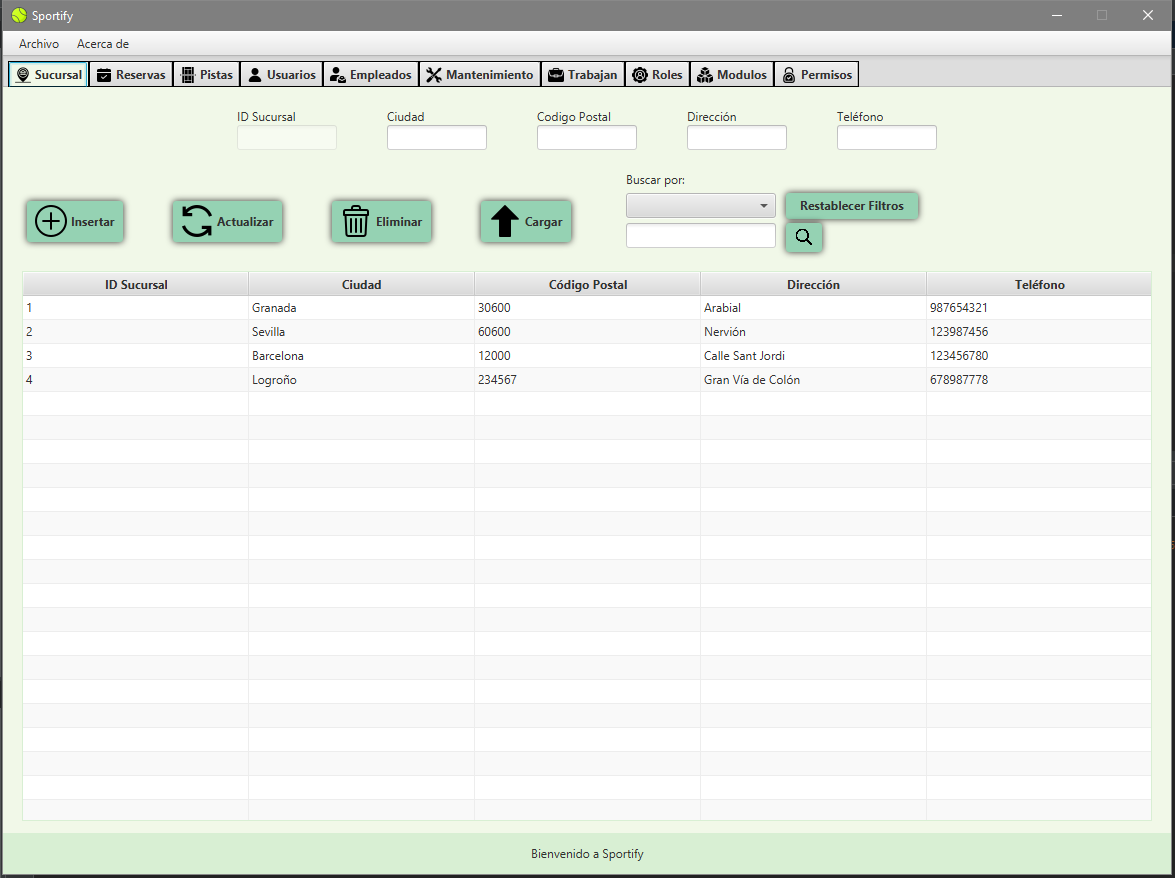 Sportify
Archivo Acerca de
Sucursal Reservas Pistas Usuarios Empleados Mantenimiento Trabajan Roles Modulos Permisos
ID Sucursal Ciudad Codigo Postal Dirección Teléfono
Buscar por:
Restablecer Filtros
Insertar Actualizar Eliminar Cargar
ID Sucursal Ciudad Código Postal Dirección Teléfono
1 Granada 30600 Arabial 987654321
2 Sevilla 60600 Nervión 123987456
3 Barcelona 12000 Calle Sant Jordi 123456780
4 Logroño 234567 Gran Vía de Colón 678987778
Bienvenido a Sportify